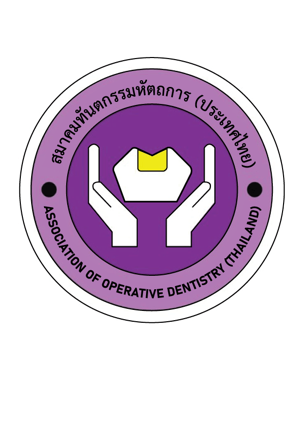 สมาคมทันตกรรมหัตถการ (ประเทศไทย)
ASSOCIATION OF OPERATIVE DENTISTRY (THAILAND)